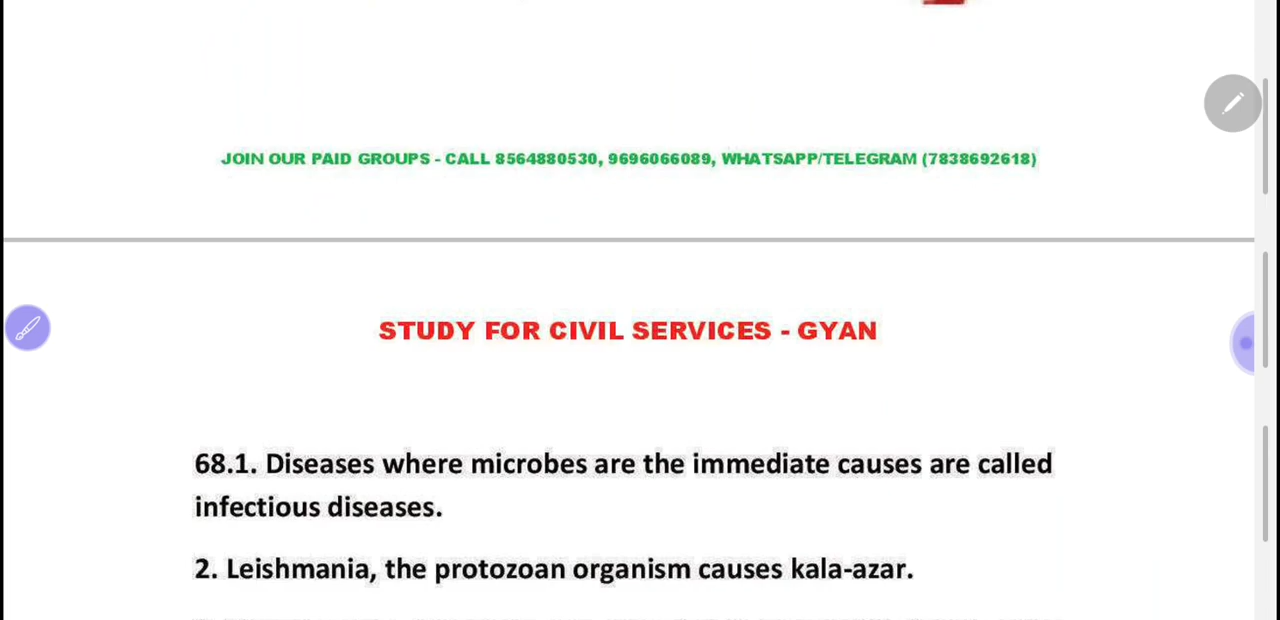 JOIN OUR PAID GROUPS - CALL 8564880530, 9696066089, WHATSAPP/TELEGRAM (7838692618)
STUDY FOR CIVIL SERVICES - GYAN
68.1. Diseases where microbes are the immediate causes are called
infectious diseases.
2. Leishmania, the protozoan organism causes kala-azar.